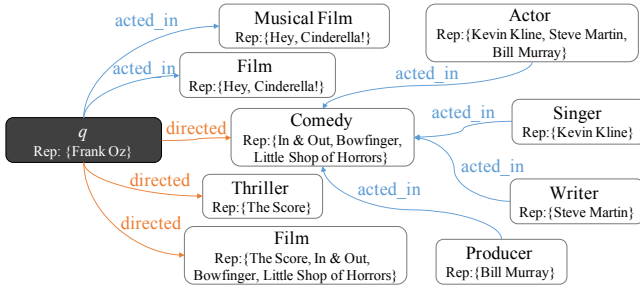 Musical Film
Rep:{Hey, Cinderella!}
acted_in
acted_in
Film
Rep:{Hey, Cinderella!}
Actor
Rep:{Kevin Kline, Steve Martin,
Bill Murray}
acted_in
q
Rep: {Frank Oz}
directed
Comedy
Rep:{In & Out, Bowfinger,
Little Shop of Horrors}
acted_in
Singer
Rep:{Kevin Kline}
directed
Thriller
Rep:{The Score}
acted_in
acted_in
Writer
Rep:{Steve Martin}
directed
Film
Rep:{The Score, In & Out,
Bowfinger, Little Shop of Horrors}
Producer
Rep:{Bill Murray}